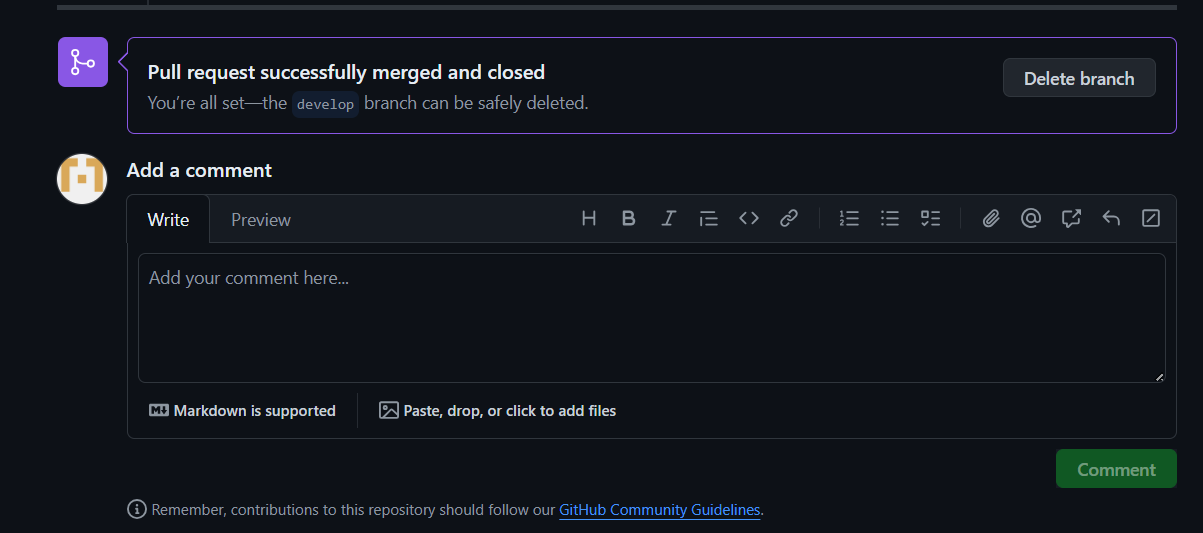 Pull request successfully merged and closed
You’re all set—the develop branch can be safely deleted.
Delete branch
Add a comment
Write
Preview
Add your comment here...
Markdown is supported
Paste, drop, or click to add files
Comment
Remember, contributions to this repository should follow our GitHub Community Guidelines.